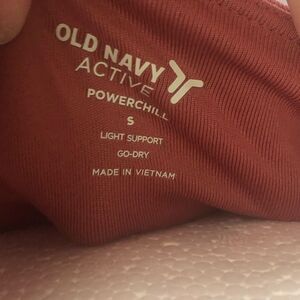 OLD NAVY
ACTIVE
POWERCHILL
S
LIGHT SUPPORT
GO-DRY
MADE IN VIETNAM